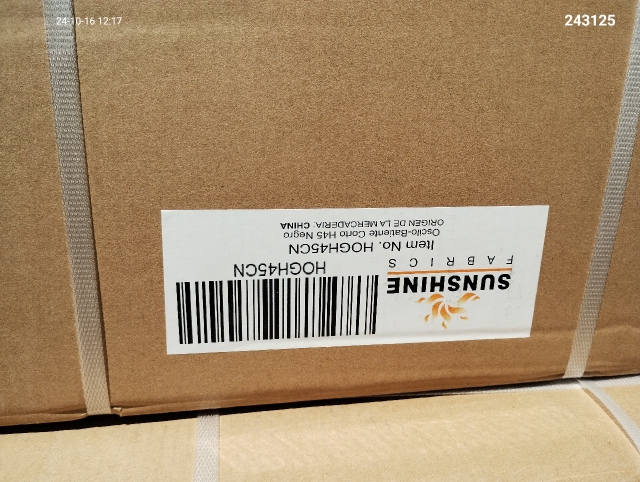 24-10-16 12:17
243125
SUNSHINE
FABRICS
HOGH45CN
Item No. HOGH45CN
Oscilo-Batiente Corto H45 Negro
ORIGEN DE LA MERCADERIA: CHINA